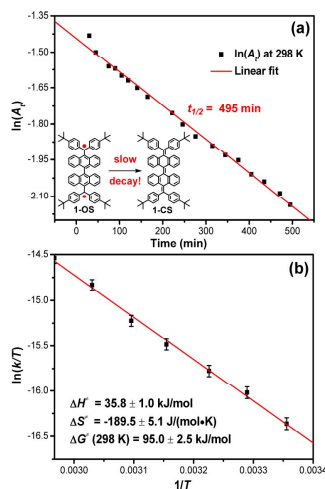 (a)
ln(Aₜ) at 298 K
Linear fit
t₁/₂ = 495 min
slow
decay!
1-OS
1-CS
-1.35
-1.50
-1.65
-1.80
-1.95
2.10
ln(Aₜ)
0 100 200 300 400 500
Time (min)
(b)
-14.5
-15.0
-15.5
-16.0
-16.5
ln(k/T)
ΔH≠ = 35.8 ± 1.0 kJ/mol
ΔS≠ = -189.5 ± 5.1 J/(mol•K)
ΔG≠ (298 K) = 95.0 ± 2.5 kJ/mol
0.0030 0.0031 0.0032 0.0033 0.0034
1/T